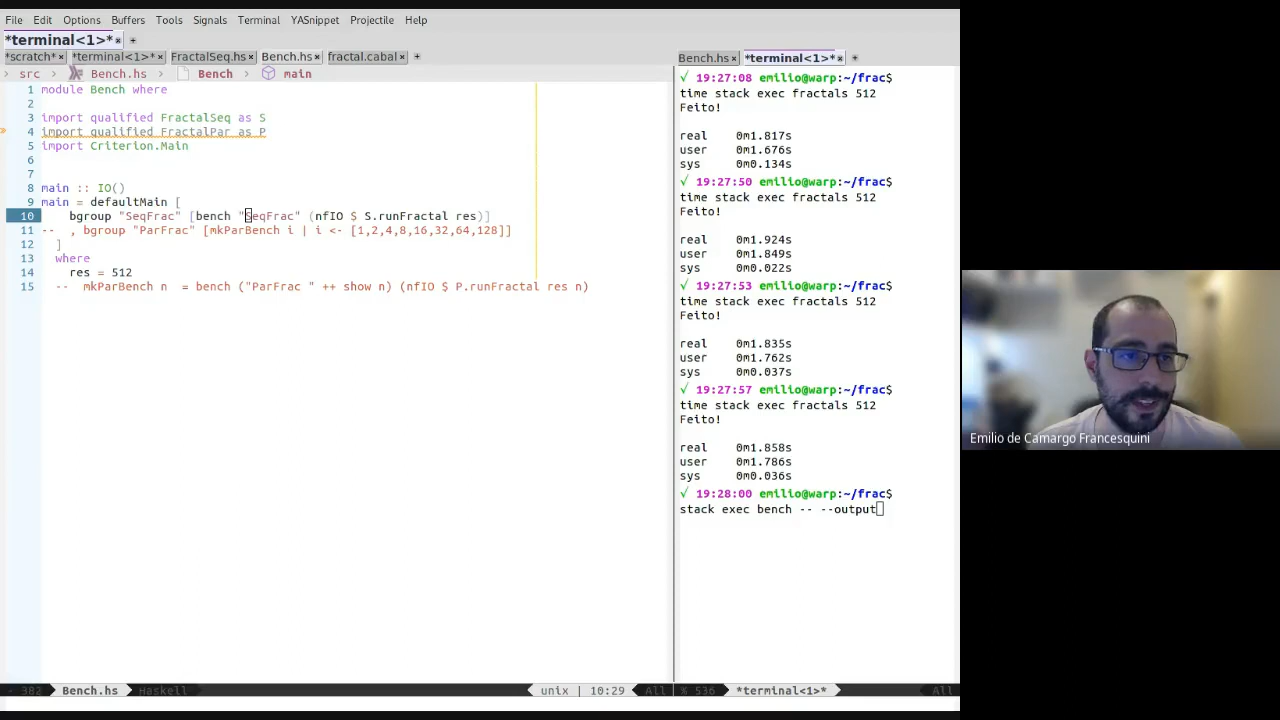 File Edit Options Buffers Tools Signals Terminal YASnippet Projectile Help
*terminal<1>*
*scratch* *terminal<1>* FractalSeq.hs Bench.hs fractal.cabal +
src > Bench.hs > Bench > main
1 module Bench where
2
3 import qualified FractalSeq as S
4 import qualified FractalPar as P
5 import Criterion.Main
6
7
8 main :: IO()
9 main = defaultMain [
10 bgroup "SeqFrac" [bench "SeqFrac" (nfIO $ S.runFractal res)]
11 -- , bgroup "ParFrac" [mkParBench i | i <- [1,2,4,8,16,32,64,128]]
12 ]
13 where
14 res = 512
15 -- mkParBench n = bench ("ParFrac " ++ show n) (nfIO $ P.runFractal res n)
- 382 Bench.hs Haskell unix | 10:29 All
Bench.hs *terminal<1>* +
√ 19:27:08 emilio@warp:~/frac$
time stack exec fractals 512
Feito!
real 0m1.817s
user 0m1.676s
sys 0m0.134s
√ 19:27:50 emilio@warp:~/frac$
time stack exec fractals 512
Feito!
real 0m1.924s
user 0m1.849s
sys 0m0.022s
√ 19:27:53 emilio@warp:~/frac$
time stack exec fractals 512
Feito!
real 0m1.835s
user 0m1.762s
sys 0m0.037s
√ 19:27:57 emilio@warp:~/frac$
time stack exec fractals 512
Feito!
real 0m1.858s
user 0m1.786s
sys 0m0.036s
√ 19:28:00 emilio@warp:~/frac$
stack exec bench -- --output
% 536 *terminal<1>* All
Emilio de Camargo Francesquini